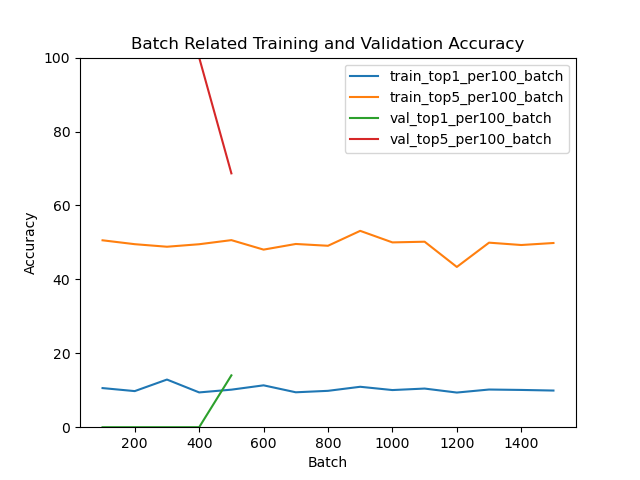 Batch Related Training and Validation Accuracy
train_top1_per100_batch
train_top5_per100_batch
val_top1_per100_batch
val_top5_per100_batch
Accuracy
100
80
60
40
20
0
200 400 600 800 1000 1200 1400
Batch